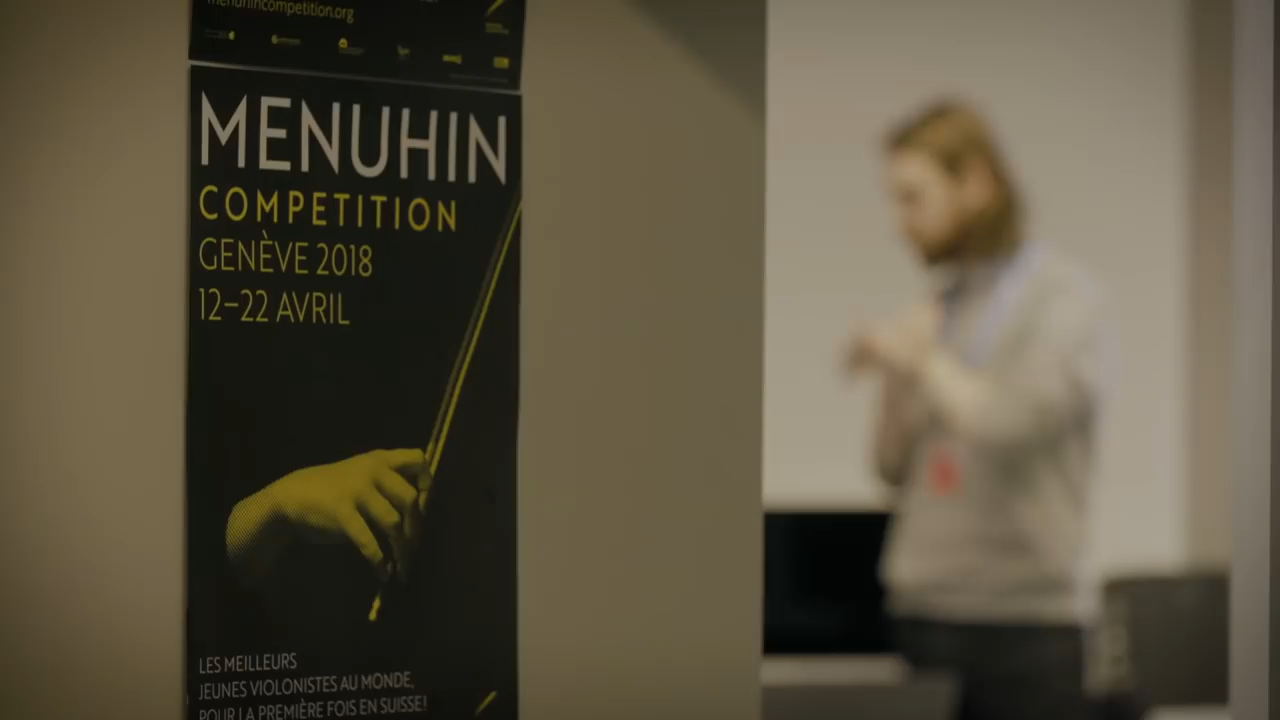 menuhincompetition.org
MENUHIN
COMPETITION
GENÈVE 2018
12–22 AVRIL
LES MEILLEURS
JEUNES VIOLONISTES AU MONDE,
POUR LA PREMIÈRE FOIS EN SUISSE!